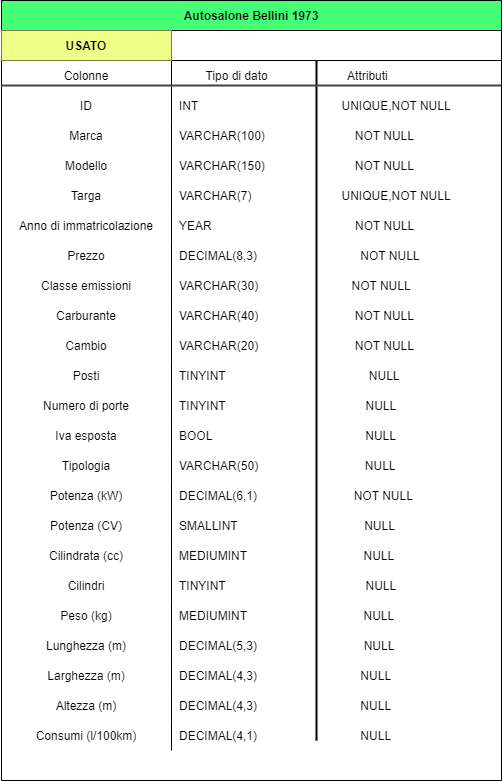 Autosalone Bellini 1973
USATO
Colonne Tipo di dato Attributi
ID INT UNIQUE,NOT NULL
Marca VARCHAR(100) NOT NULL
Modello VARCHAR(150) NOT NULL
Targa VARCHAR(7) UNIQUE,NOT NULL
Anno di immatricolazione YEAR NOT NULL
Prezzo DECIMAL(8,3) NOT NULL
Classe emissioni VARCHAR(30) NOT NULL
Carburante VARCHAR(40) NOT NULL
Cambio VARCHAR(20) NOT NULL
Posti TINYINT NULL
Numero di porte TINYINT NULL
Iva esposta BOOL NULL
Tipologia VARCHAR(50) NULL
Potenza (kW) DECIMAL(6,1) NOT NULL
Potenza (CV) SMALLINT NULL
Cilindrata (cc) MEDIUMINT NULL
Cilindri TINYINT NULL
Peso (kg) MEDIUMINT NULL
Lunghezza (m) DECIMAL(5,3) NULL
Larghezza (m) DECIMAL(4,3) NULL
Altezza (m) DECIMAL(4,3) NULL
Consumi (l/100km) DECIMAL(4,1) NULL